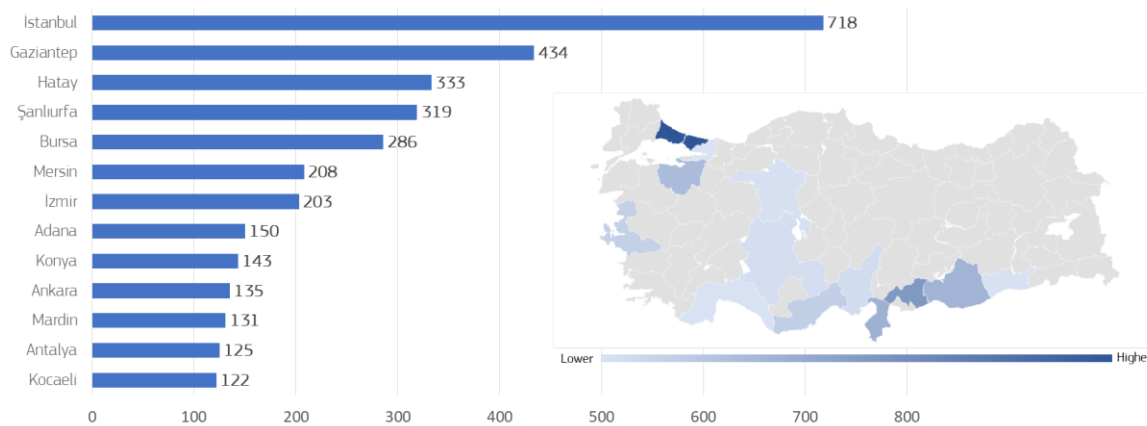 İstanbul 718
Gaziantep 434
Hatay 333
Şanlıurfa 319
Bursa 286
Mersin 208
İzmir 203
Adana 150
Konya 143
Ankara 135
Mardin 131
Antalya 125
Kocaeli 122
Lower Highe
0 100 200 300 400 500 600 700 800